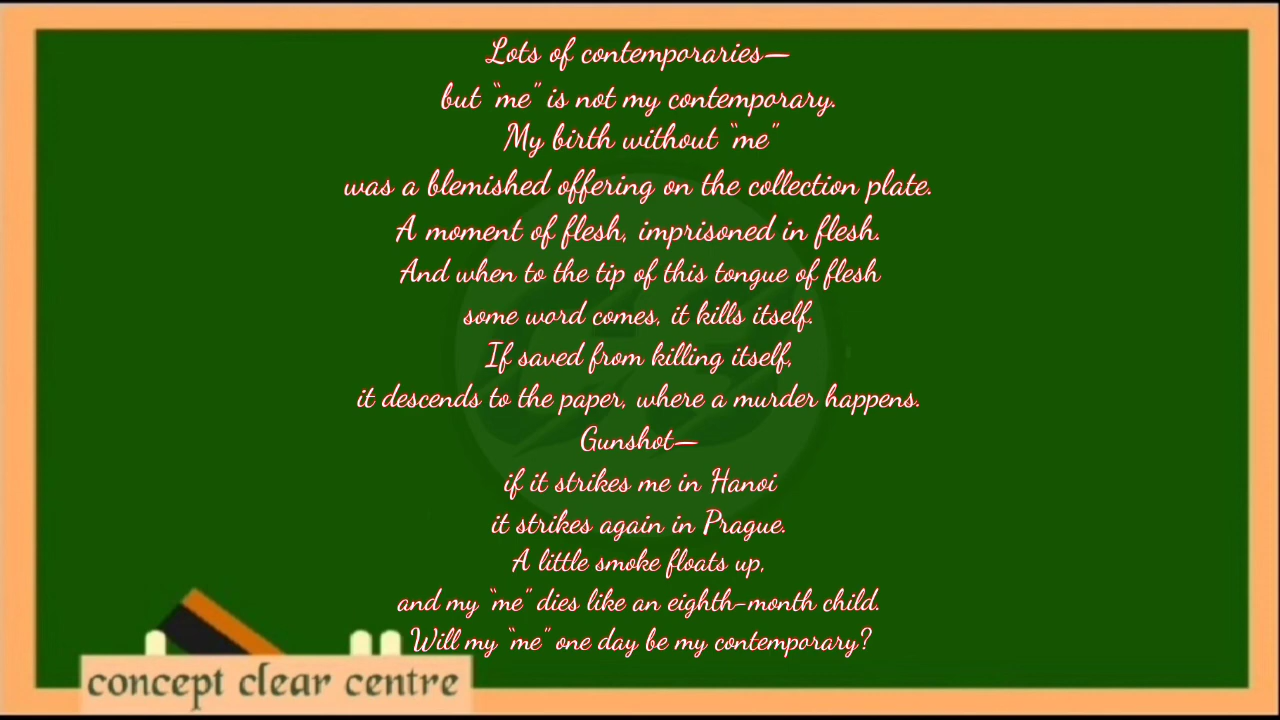 Lots of contemporaries—
but “me” is not my contemporary.
My birth without “me”
was a blemished offering on the collection plate.
A moment of flesh, imprisoned in flesh.
And when to the tip of this tongue of flesh
some word comes, it kills itself.
If saved from killing itself,
it descends to the paper, where a murder happens.
Gunshot—
if it strikes me in Hanoi
it strikes again in Prague.
A little smoke floats up,
and my “me” dies like an eighth-month child.
Will my “me” one day be my contemporary?
concept clear centre